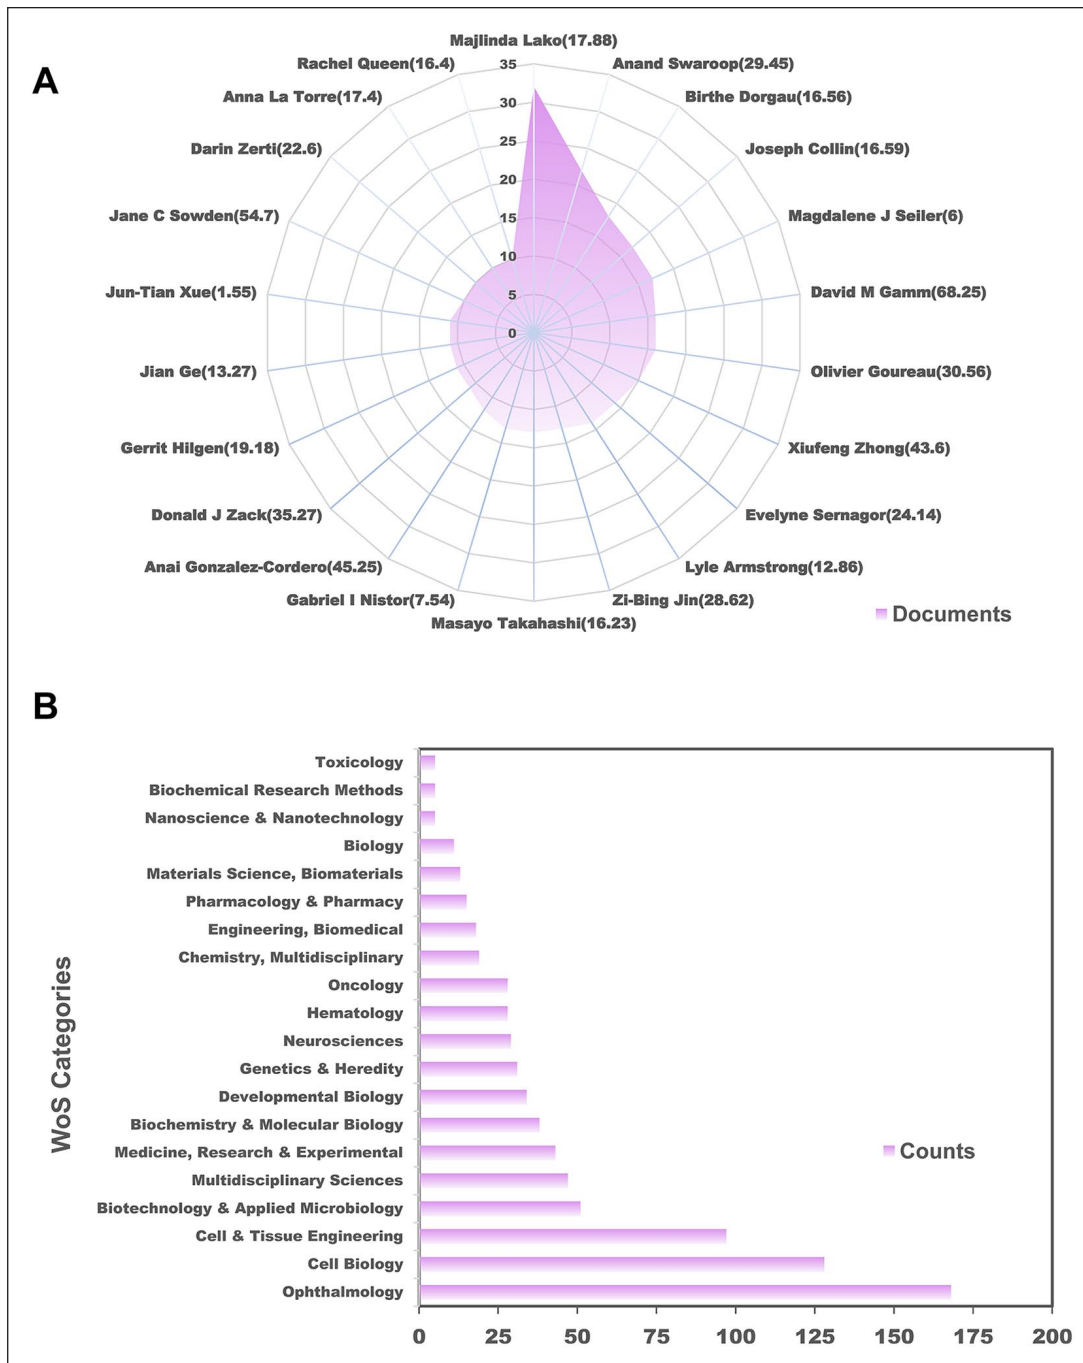 A
Majlinda Lako(17.88)
Rachel Queen(16.4)
Anand Swaroop(29.45)
Anna La Torre(17.4)
Birthe Dorgau(16.56)
Darin Zerti(22.6)
Joseph Collin(16.59)
Jane C Sowden(54.7)
Magdalene J Seiler(6)
Jun-Tian Xue(1.55)
David M Gamm(68.25)
Jian Ge(13.27)
Olivier Goureau(30.56)
Gerrit Hilgen(19.18)
Xiufeng Zhong(43.6)
Donald J Zack(35.27)
Evelyne Sernagor(24.14)
Anai Gonzalez-Cordero(45.25)
Lyle Armstrong(12.86)
Gabriel I Nistor(7.54)
Zi-Bing Jin(28.62)
Masayo Takahashi(16.23)
35
30
25
20
15
10
5
0
Documents
B
WoS Categories
Toxicology
Biochemical Research Methods
Nanoscience & Nanotechnology
Biology
Materials Science, Biomaterials
Pharmacology & Pharmacy
Engineering, Biomedical
Chemistry, Multidisciplinary
Oncology
Hematology
Neurosciences
Genetics & Heredity
Developmental Biology
Biochemistry & Molecular Biology
Medicine, Research & Experimental
Multidisciplinary Sciences
Biotechnology & Applied Microbiology
Cell & Tissue Engineering
Cell Biology
Ophthalmology
Counts
0 25 50 75 100 125 150 175 200